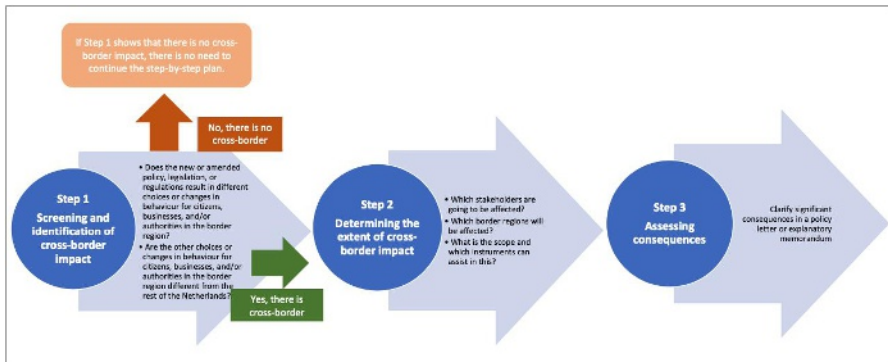 If Step 1 shows that there is no cross-
border impact, there is no need to
continue the step-by-step plan.
No, there is no
cross-border
Step 1
Screening and
identification of
cross-border
impact
• Does the new or amended
policy, legislation, or
regulations result in different
choices or changes in
behaviour for citizens,
businesses, and/or
authorities in the border
region?
• Are the other choices or
changes in behaviour for
citizens, businesses, and/or
authorities in the border
region different from the
rest of the Netherlands?
Yes, there is
cross-border
Step 2
Determining the
extent of cross-
border impact
• Which stakeholders are
going to be affected?
• Which border regions will
be affected?
• What is the scope and
which instruments can
assist in this?
Step 3
Assessing
consequences
Clarify significant
consequences in a policy
letter or explanatory
memorandum